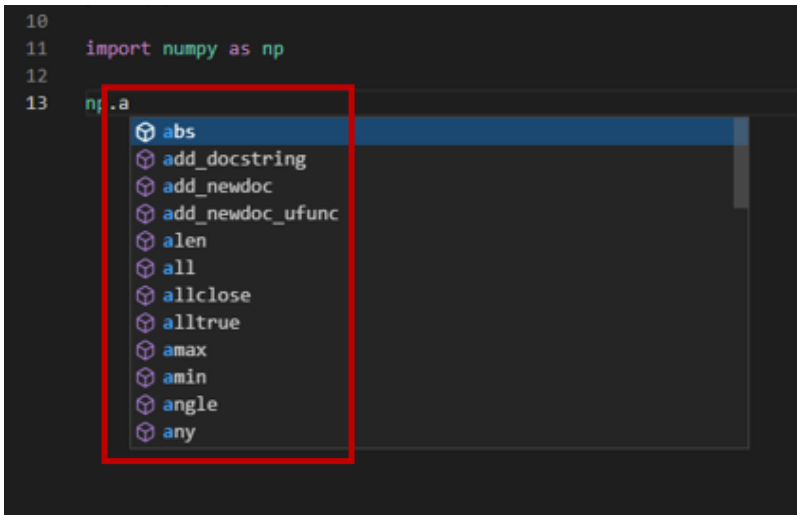 10
11 import numpy as np
12
13 np.a
abs
add_docstring
add_newdoc
add_newdoc_ufunc
alen
all
allclose
alltrue
amax
amin
angle
any